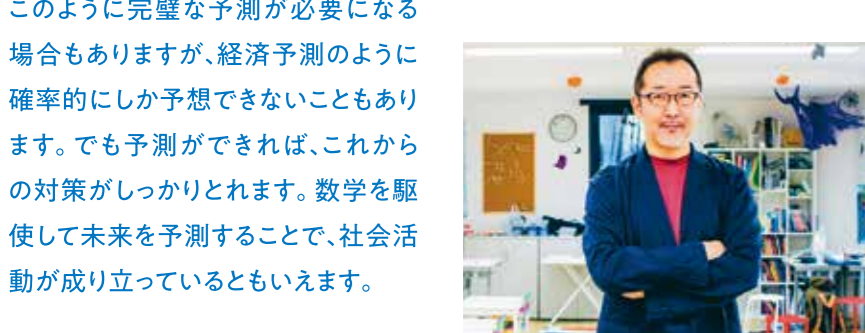 このように完璧な予測が必要になる
場合もありますが、経済予測のように
確率的にしか予想できないこともあり
ます。でも予測ができれば、これから
の対策がしっかりとれます。数学を駆
使して未来を予測することで、社会活
動が成り立っているともいえます。